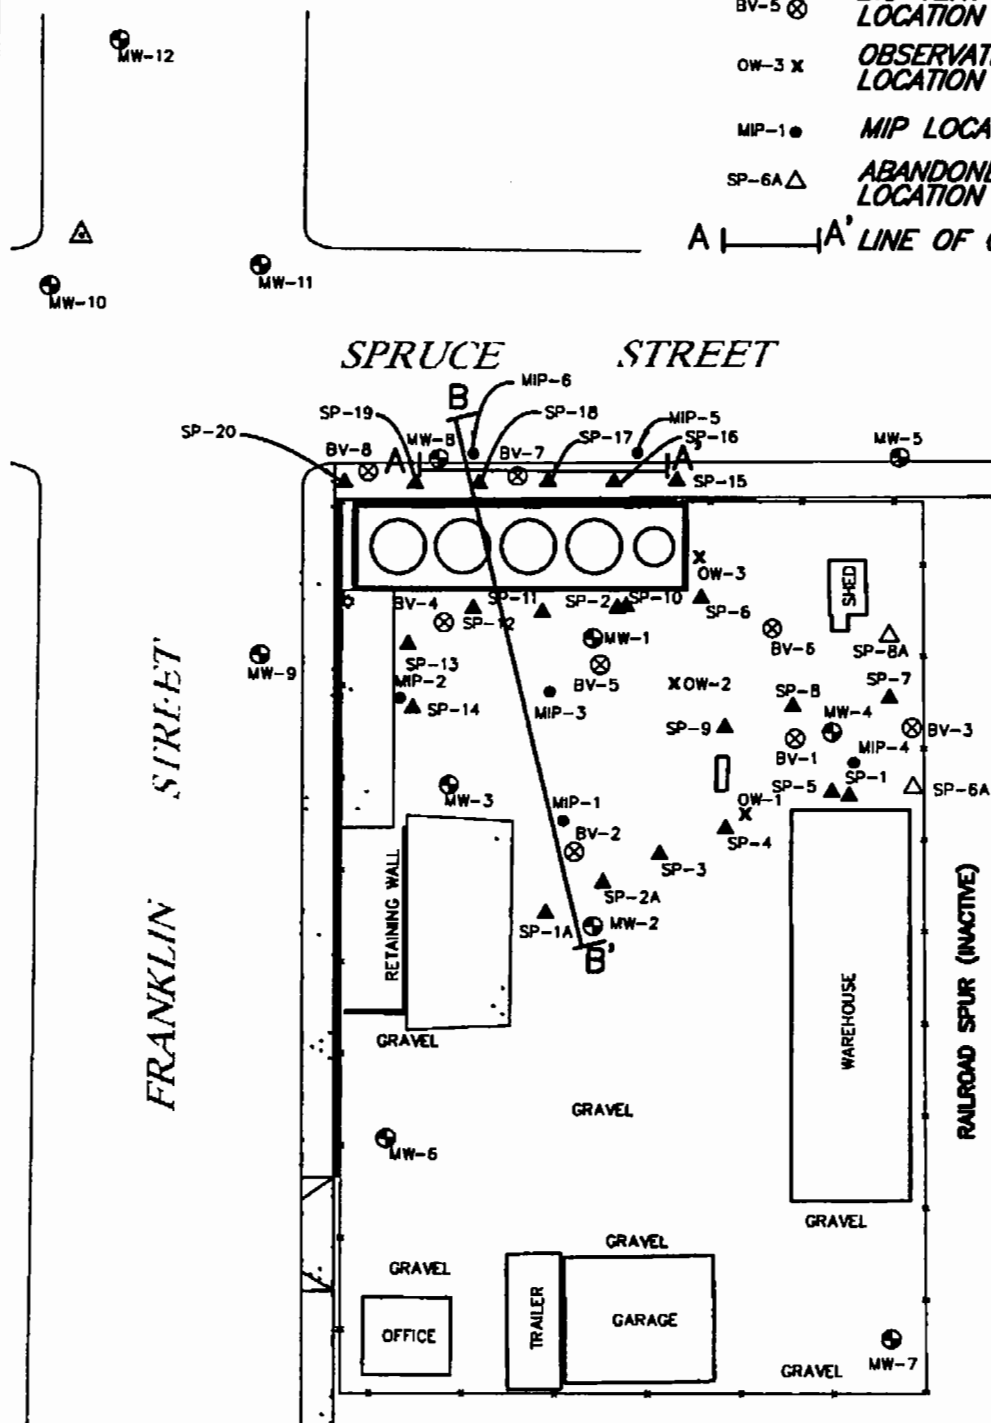 BV-5
LOCATION
OW-3
LOCATION
MIP-1
MIP
SP-6A
LOCATION
A A' LINE OF
MW-12
MW-11
MW-10
SPRUCE STREET
B
MIP-6
SP-19
SP-18
MIP-5
SP-20
MW-8
SP-17
SP-16
MW-5
BV-8
A
BV-7
A'
SP-15
OW-3
SHED
BV-4
SP-11
SP-2
SP-10
SP-6
SP-12
MW-1
BV-6
SP-8A
SP-13
MW-9
BV-5
MIP-2
OW-2
SP-8
SP-7
SP-14
MIP-3
SP-9
MW-4
BV-3
BV-1
MIP-4
SP-5
SP-1
SP-6A
MW-3
MIP-1
OW-1
BV-2
SP-4
SP-3
SP-2A
SP-1A
MW-2
B'
RETAINING WALL
FRANKLIN STREET
WAREHOUSE
RAILROAD SPUR (INACTIVE)
GRAVEL
GRAVEL
MW-6
GRAVEL
GRAVEL
GRAVEL
OFFICE
TRAILER
GARAGE
MW-7
GRAVEL